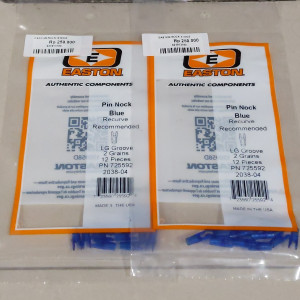 Rp 250.000
E
EASTON
AUTHENTIC COMPONENTS
Pin Nock
Blue
Recurve
Recommended
LG Groove
2 Grains
12 Pieces
PN:725592
2038-04
MADE IN THE USA
Rp 250.000
E
EASTON
AUTHENTIC COMPONENTS
Pin Nock
Blue
Recurve
Recommended
LG Groove
2 Grains
12 Pieces
PN:725592
2038-04
MADE IN THE USA